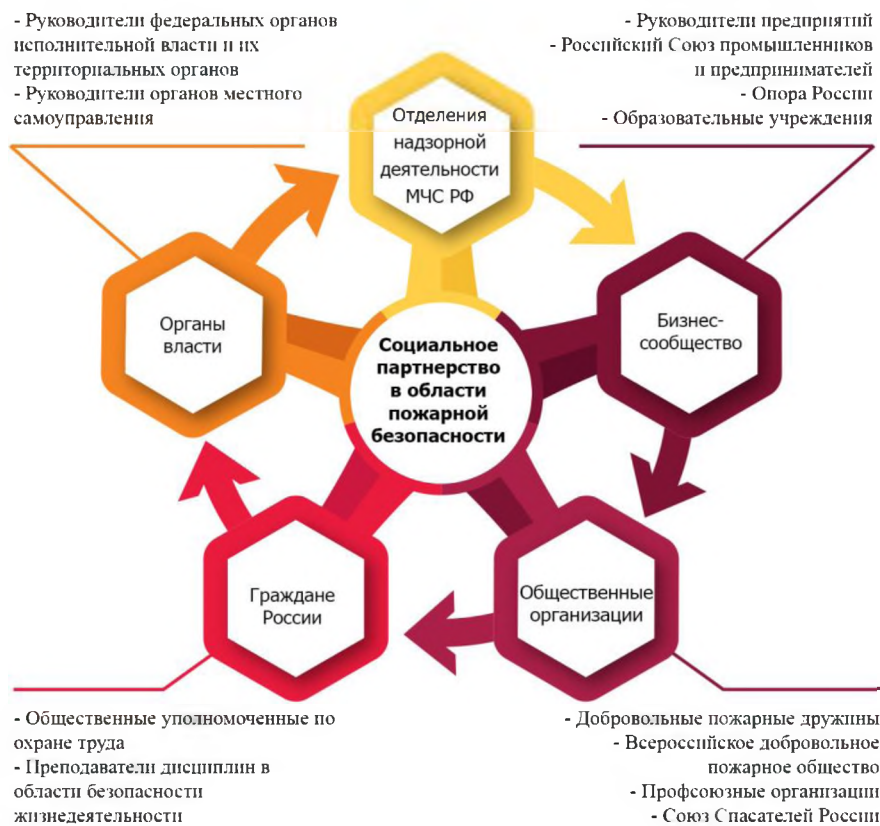 - Руководители федеральных органов
исполнительной власти и их
территориальных органов
- Руководители органов местного
самоуправления
- Руководители предприятий
- Российский Союз промышленников
и предпринимателей
- Опора России
- Образовательные учреждения
Отделения
надзорной
деятельности
МЧС РФ
Органы
власти
Бизнес-
сообщество
Социальное
партнерство
в области
пожарной
безопасности
Граждане
России
Общественные
организации
- Общественные уполномоченные по
охране труда
- Преподаватели дисциплин в
области безопасности
жизнедеятельности
- Добровольные пожарные дружины
- Всероссийское добровольное
пожарное общество
- Профсоюзные организации
- Союз Спасателей России